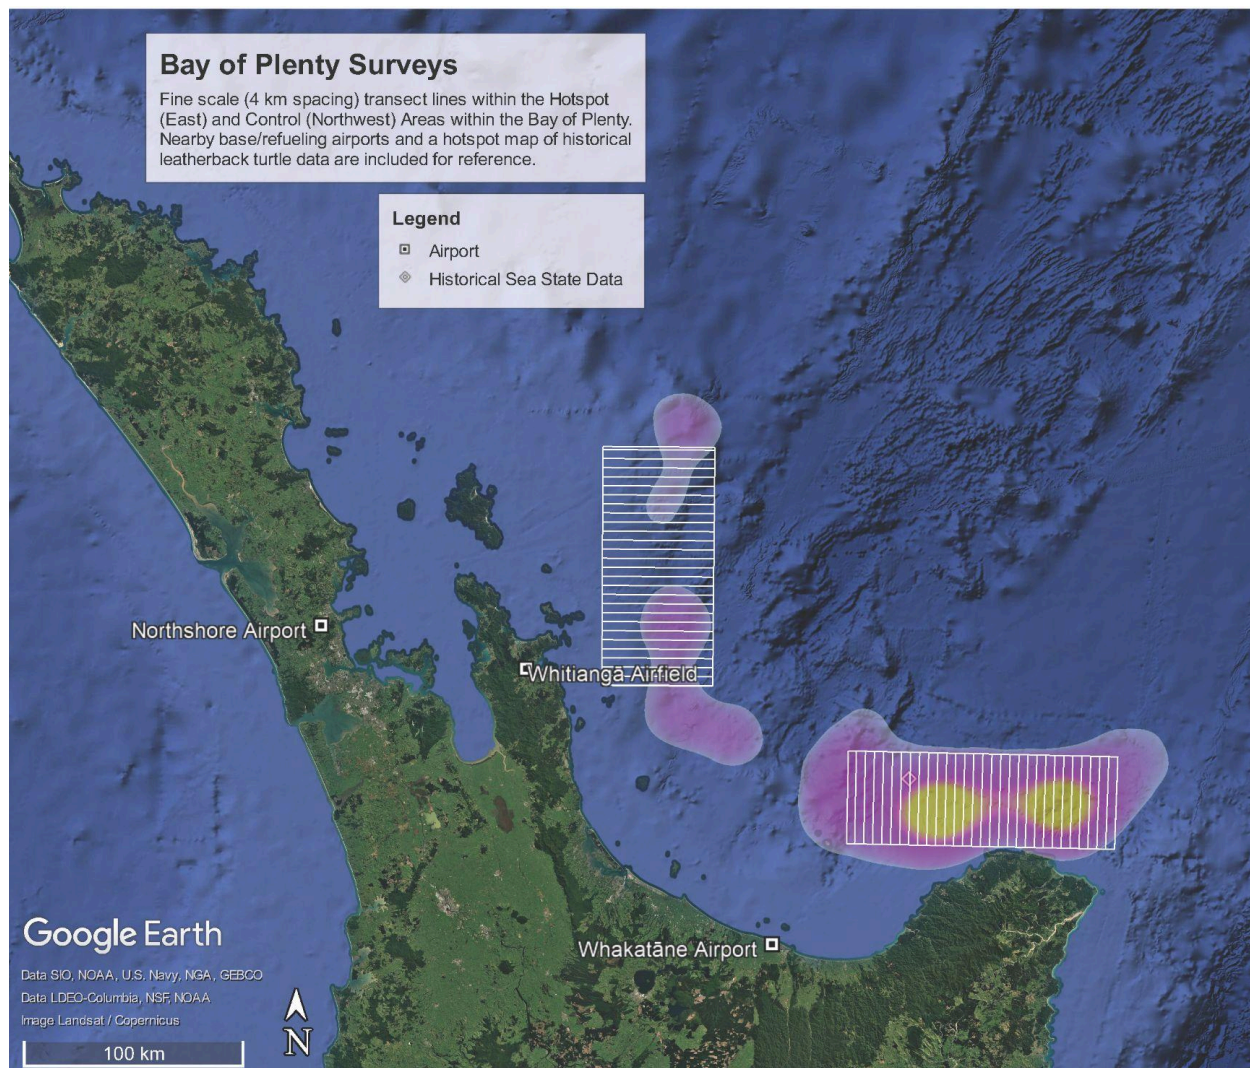 Bay of Plenty Surveys
Fine scale (4 km spacing) transect lines within the Hotspot
(East) and Control (Northwest) Areas within the Bay of Plenty.
Nearby base/refueling airports and a hotspot map of historical
leatherback turtle data are included for reference.
Legend
Airport
Historical Sea State Data
Northshore Airport
Whitianga Airfield
Whakatāne Airport
Google Earth
Data SIO, NOAA, U.S. Navy, NGA, GEBCO
Data LDEO-Columbia, NSF, NOAA
Image Landsat / Copernicus
N
100 km